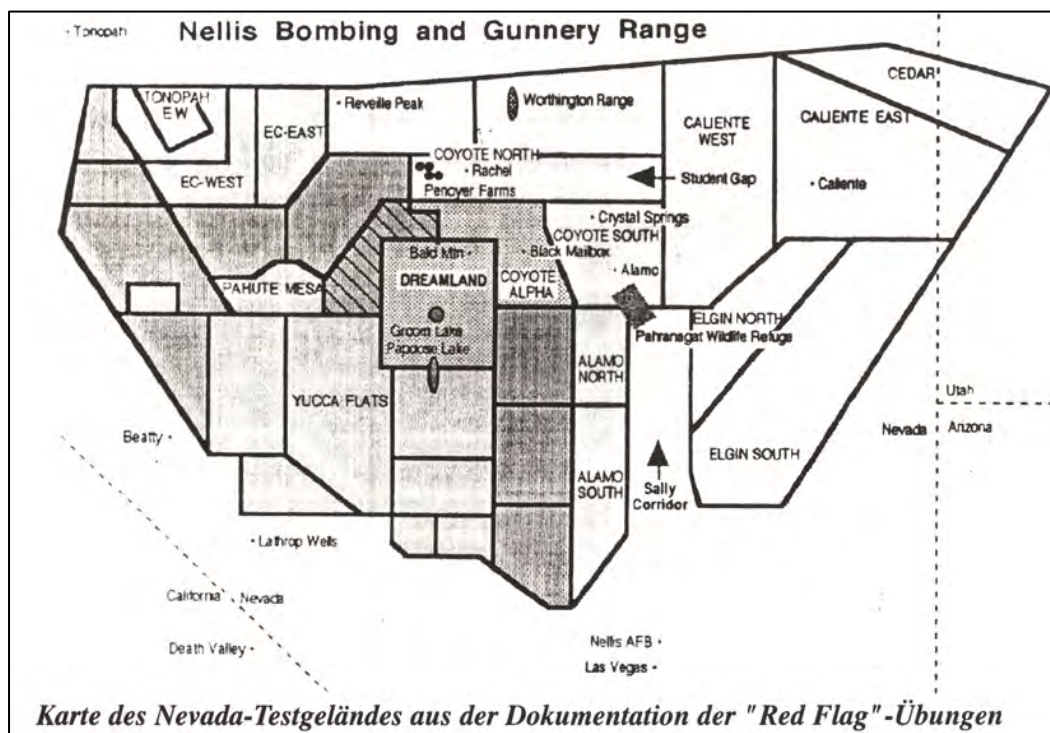 Tonopah
Nellis Bombing and Gunnery Range
CEDAR
TONOPAH
EW
Reveille Peak
Worthington Range
EC-EAST
CALIENTE
WEST
CALIENTE EAST
COYOTE NORTH
Rachel
EC-WEST
Penoyer Farms
Student Gap
Caliente
Crystal Springs
COYOTE SOUTH
Bald Mtn
Black Mailbox
PAHUTE MESA
DREAMLAND
COYOTE
ALPHA
Alamo
Groom Lake
Papoose Lake
ELGIN NORTH
Pahranagat Wildlife Refuge
ALAMO
NORTH
YUCCA FLATS
Utah
Nevada
Arizona
Beatty
ELGIN SOUTH
ALAMO
SOUTH
Sally
Corridor
Lathrop Wells
California
Nevada
Death Valley
Nellis AFB
Las Vegas
Karte des Nevada-Testgeländes aus der Dokumentation der "Red Flag"-Übungen